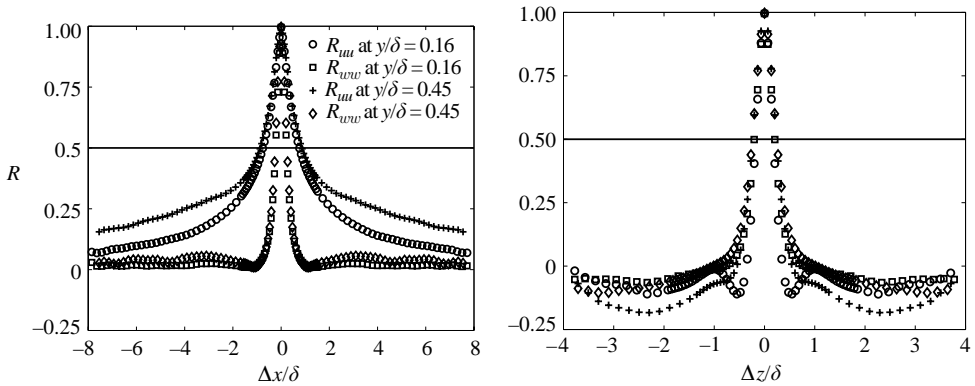 1.00
0.75
0.5
0.25
0
–0.25
R
–8 –6 –4 –2 0 2 4 6 8
Δx/δ
R_uu at y/δ = 0.16
R_ww at y/δ = 0.16
R_uu at y/δ = 0.45
R_ww at y/δ = 0.45
1.00
0.75
0.50
0.25
0
–0.25
–4 –3 –2 –1 0 1 2 3 4
Δz/δ